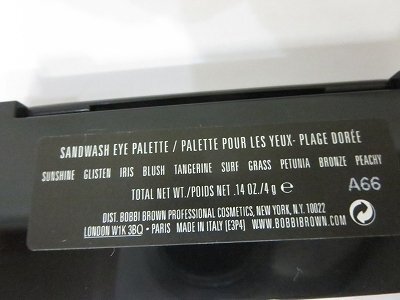 SANDWASH EYE PALETTE / PALETTE POUR LES YEUX· PLAGE DORÉE
SUNSHINE GLISTEN IRIS BLUSH TANGERINE SURF GRASS PETUNIA BRONZE PEACHY
TOTAL NET WT./POIDS NET WT. .14 OZ./4 g ℮
A66
DIST. BOBBI BROWN PROFESSIONAL COSMETICS, NEW YORK, N.Y. 10022
LONDON W1K 3BQ · PARIS MADE IN ITALY [E3P4] WWW.BOBBIBROWN.COM